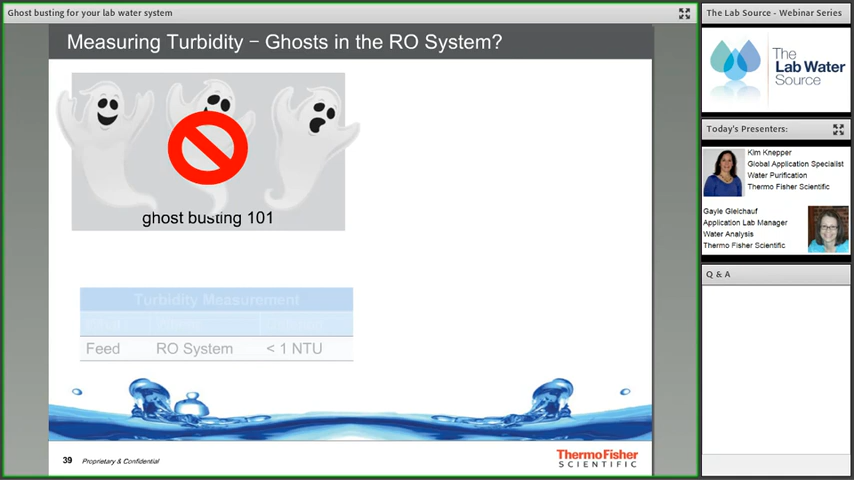 Ghost busting for your lab water system
Measuring Turbidity – Ghosts in the RO System?
ghost busting 101
Turbidity Measurement
Feed RO System < 1 NTU
39 Proprietary & Confidential
ThermoFisher
SCIENTIFIC
The Lab Source - Webinar Series
The
Lab Water
Source
Today's Presenters:
Kim Knepper
Global Application Specialist
Water Purification
Thermo Fisher Scientific
Gayle Gleichauf
Application Lab Manager
Water Analysis
Thermo Fisher Scientific
Q & A